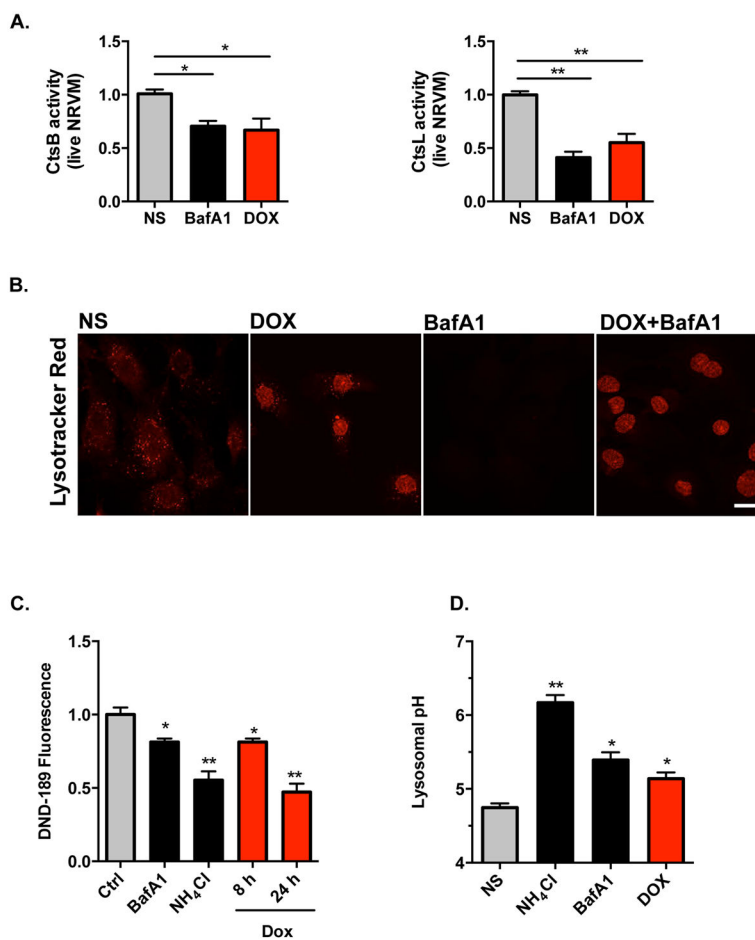 A.
CtsB activity
(live NRVM)
1.5
1.0
0.5
0.0
*
*
NS BafA1 DOX
CtsL activity
(live NRVM)
1.5
1.0
0.5
0.0
**
**
NS BafA1 DOX
B.
NS DOX BafA1 DOX+BafA1
Lysotracker Red
C.
DND-189 Fluorescence
1.5
1.0
0.5
0.0
* ** * **
Ctrl BafA1 NH4Cl 8 h 24 h
Dox
D.
Lysosomal pH
7
6
5
4
** * *
NS NH4Cl BafA1 DOX